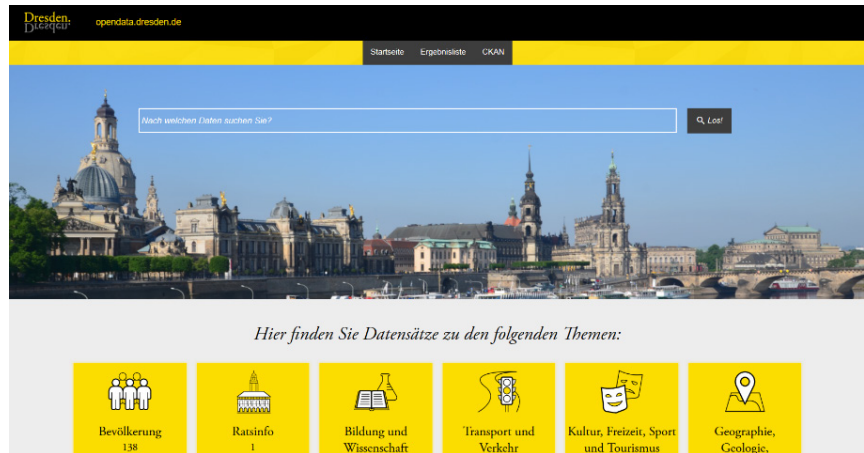 Dresden.
Dresden.
opendata.dresden.de
Startseite Ergebnisliste CKAN
Nach welchen Daten suchen Sie?
Los!
Hier finden Sie Datensätze zu den folgenden Themen:
Bevölkerung
138
Ratsinfo
1
Bildung und
Wissenschaft
Transport und
Verkehr
Kultur, Freizeit, Sport
und Tourismus
Geographie,
Geologie,